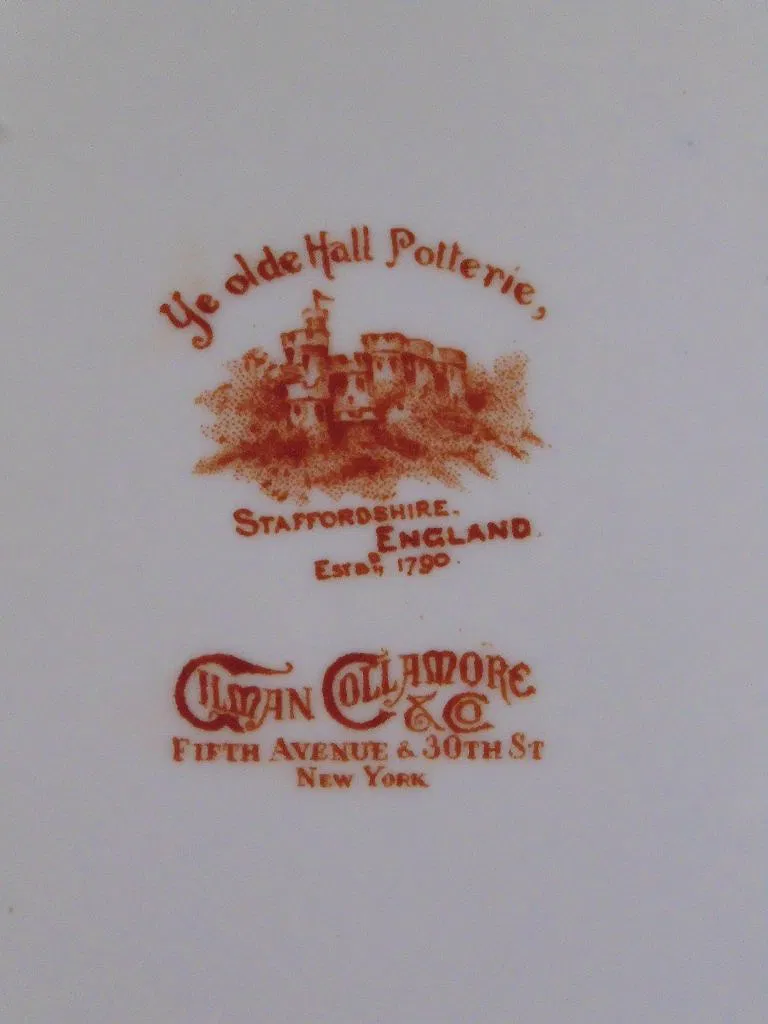 Ye olde Hall Potterie,
STAFFORDSHIRE.
ENGLAND.
ESTBD, 1790.
GILMAN COLLAMORE
& CO
FIFTH AVENUE & 30TH ST
NEW YORK